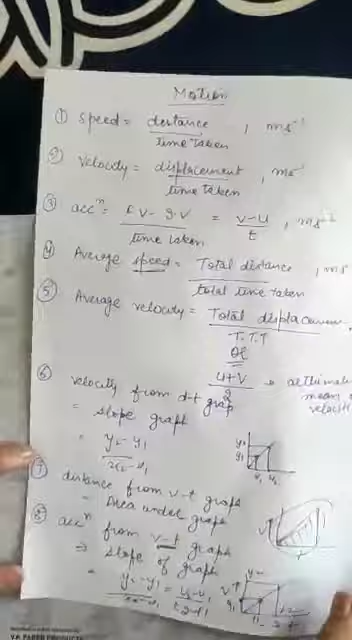 Motion
① Speed = distance , ms⁻¹
time taken
② velocity = displacement , ms⁻¹
time taken
③ accⁿ = f.v - I.v = v-u , ms⁻²
time taken t
④ Average speed = Total distance , ms
total time taken
⑤ Average velocity = Total displacemen
T.T.T
OR
u+v
2
mean
⑥ velocity from d-t grap
= slope graph
= y₂-y₁
x₂-x₁
⑦ distance from v-t graph
= Area under graph
⑧ accⁿ from v-t graph
⇒ slope of graph
= y₂-y₁ = v₂-v₁
x₂-x₁ t₂-t₁